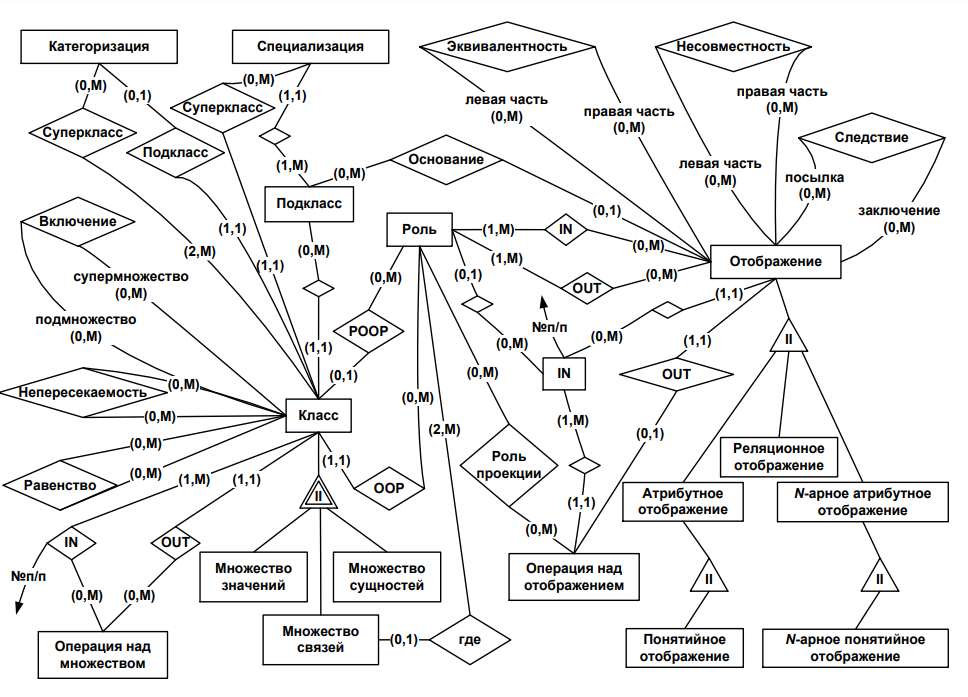 Категоризация
Специализация
Эквивалентность
Несовместность
(0,M)
(0,1)
(0,M)
(1,1)
левая часть
(0,M)
правая часть
(0,M)
правая часть
(0,M)
Суперкласс
Суперкласс
Подкласс
Следствие
(1,M)
(0,M)
Основание
левая часть
(0,M)
посылка
(0,M)
Подкласс
заключение
(0,M)
(0,1)
Включение
(1,1)
(2,M)
(1,1)
(0,M)
Роль
(1,M)
IN
(0,M)
Отображение
(1,M)
OUT
(0,M)
(0,M)
(0,1)
(1,1)
супермножество
(0,M)
подмножество
(0,M)
РООР
№п/п
(0,M)
(0,M)
(1,1)
II
(1,1)
(0,1)
IN
OUT
Непересекаемость
(0,M)
(0,M)
(0,M)
(0,M)
Класс
(0,M)
(2,M)
(1,M)
(0,1)
(0,M)
(0,M)
(1,M)
(1,1)
(1,1)
Равенство
II
ООР
Роль
проекции
(1,1)
(0,M)
Реляционное
отображение
Атрибутное
отображение
N-арное атрибутное
отображение
IN
OUT
№п/п
(0,M)
(0,M)
Множество
значений
Множество
сущностей
Операция над
отображением
II
II
Операция над
множеством
Множество
связей
(0,1)
где
Понятийное
отображение
N-арное понятийное
отображение